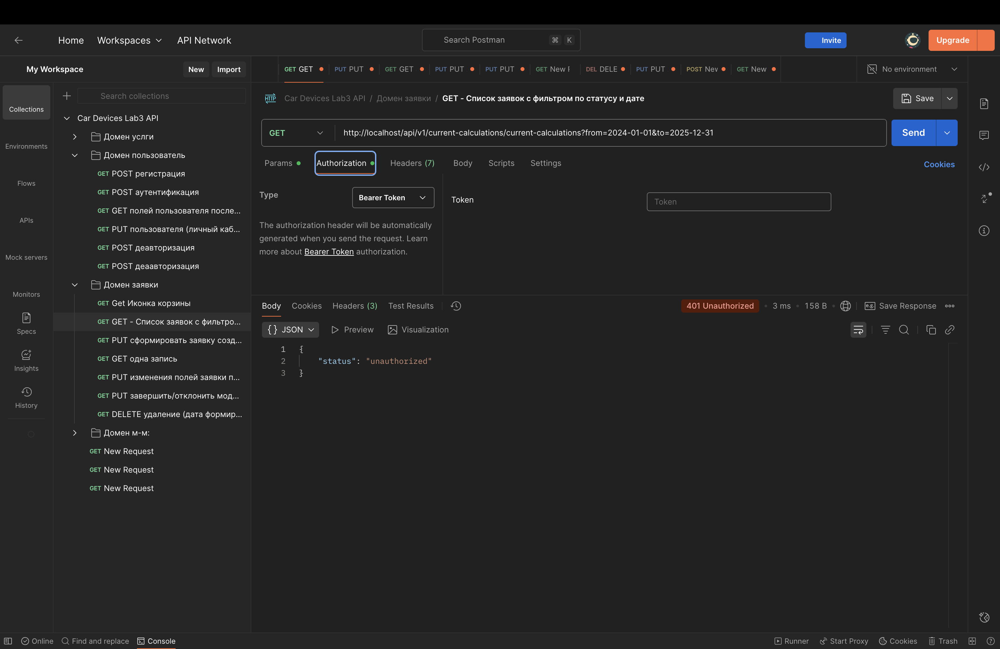 Home
Workspaces
API Network
Search Postman
⌘ K
Invite
Upgrade
My Workspace
New
Import
GET GET
PUT PUT
GET GET
PUT PUT
PUT PUT
GET New
DEL DELE
PUT PUT
POST Nev
GET New
No environment
Collections
Environments
Flows
APIs
Mock servers
Monitors
Specs
Insights
History
Search collections
Car Devices Lab3 API
Домен услги
Домен пользователь
GET POST регистрация
GET POST аутентификация
GET GET полей пользователя после...
GET PUT пользователя (личный каб...
GET POST деавторизация
GET POST деаавторизация
Домен заявки
GET Get Иконка корзины
GET GET - Список заявок с фильтро...
GET PUT сформировать заявку созд...
GET GET одна запись
GET PUT изменения полей заявки п...
GET PUT завершить/отклонить мод...
GET DELETE удаление (дата формир...
Домен м-м:
GET New Request
GET New Request
GET New Request
HTTP Car Devices Lab3 API / Домен заявки / GET - Список заявок с фильтром по статусу и дате
Save
GET
http://localhost/api/v1/current-calculations/current-calculations?from=2024-01-01&to=2025-12-31
Send
Params
Authorization
Headers (7)
Body
Scripts
Settings
Cookies
Type
Bearer Token
The authorization header will be automatically
generated when you send the request. Learn
more about Bearer Token authorization.
Token
Token
Body
Cookies
Headers (3)
Test Results
401 Unauthorized
3 ms
158 B
e.g. Save Response
{} JSON
Preview
Visualization
1 {
2 "status": "unauthorized"
3 }
Online
Find and replace
Console
Runner
Start Proxy
Cookies
Trash